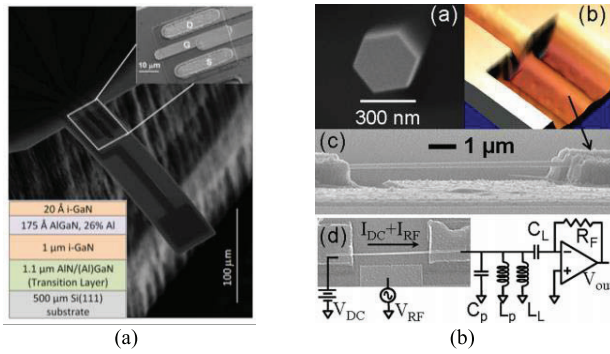 D
G
S
10 µm
20 Å i-GaN
175 Å AlGaN, 26% Al
1 µm i-GaN
1.1 µm AlN/(Al)GaN
(Transition Layer)
500 µm Si(111)
substrate
100 µm
(a)
(a)
300 nm
(b)
(c)
1 µm
(d)
I_DC+I_RF
V_DC
V_RF
C_p
L_p
L_L
C_L
R_F
V_out
(b)